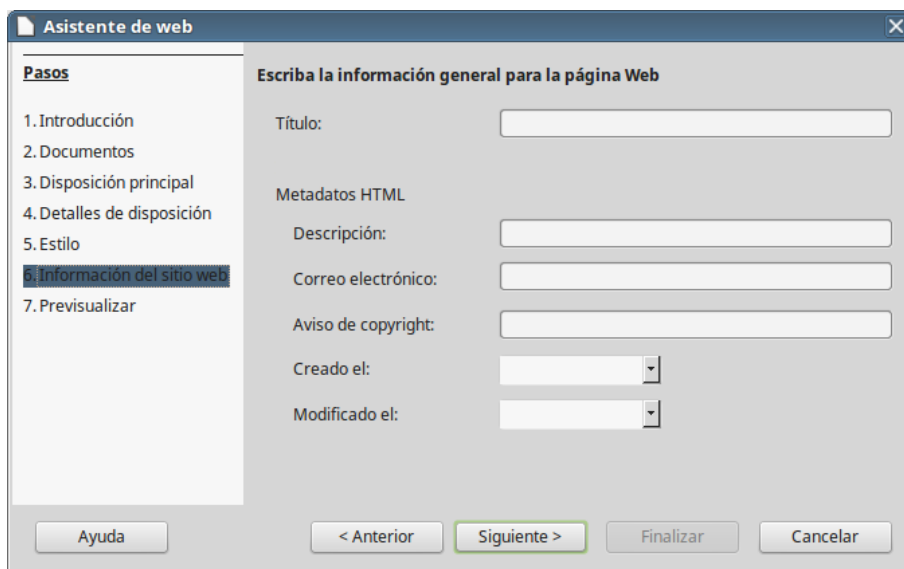 Asistente de web
Pasos
1. Introducción
2. Documentos
3. Disposición principal
4. Detalles de disposición
5. Estilo
6. Información del sitio web
7. Previsualizar
Escriba la información general para la página Web
Título:
Metadatos HTML
Descripción:
Correo electrónico:
Aviso de copyright:
Creado el:
Modificado el:
Ayuda
< Anterior
Siguiente >
Finalizar
Cancelar